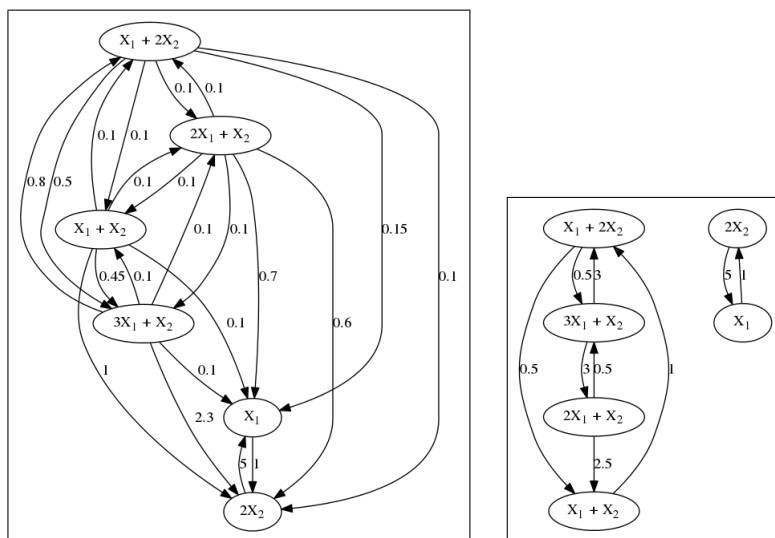 X₁ + 2X₂
0.1 0.1
2X₁ + X₂
0.1 0.1
0.8 0.5 0.1 0.1 0.1 0.1 0.15 0.1
X₁ + X₂
0.45 0.1 0.7
3X₁ + X₂
0.1 0.6
1 0.1
2.3
X₁
5 1
2X₂
X₁ + 2X₂ 2X₂
0.5 3 5 1
3X₁ + X₂ X₁
0.5 3 0.5 1
2X₁ + X₂
2.5
X₁ + X₂